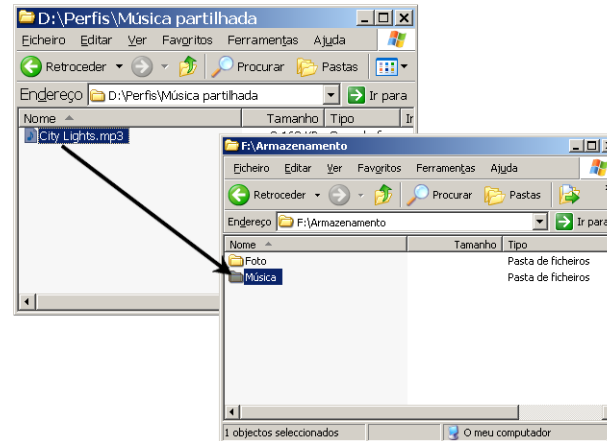 D:\Perfis\Música partilhada
Ficheiro Editar Ver Favoritos Ferramentas Ajuda
Retroceder Procurar Pastas
Endereço D:\Perfis\Música partilhada Ir para
Nome Tamanho Tipo
City Lights.mp3
F:\Armazenamento
Ficheiro Editar Ver Favoritos Ferramentas Ajuda
Retroceder Procurar Pastas
Endereço F:\Armazenamento Ir para
Nome Tamanho Tipo
Foto Pasta de ficheiros
Música Pasta de ficheiros
1 objectos seleccionados O meu computador